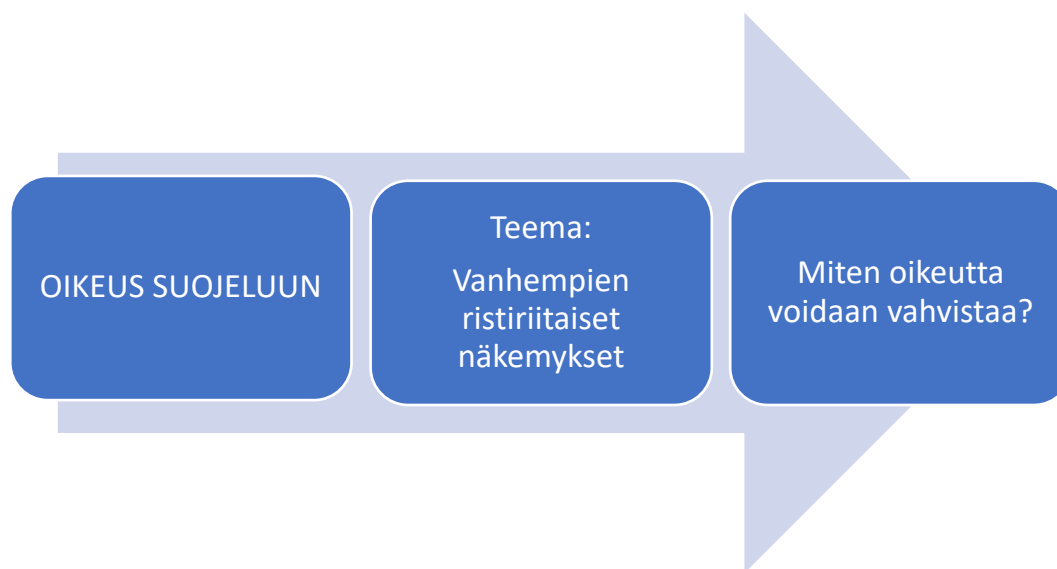 OIKEUS SUOJELUUN
Teema:
Vanhempien
ristiriitaiset
näkemykset
Miten oikeutta
voidaan vahvistaa?